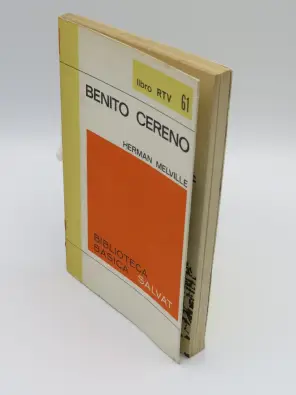 libro RTV 61
BENITO CERENO
HERMAN MELVILLE
BIBLIOTECA
BASICA SALVAT